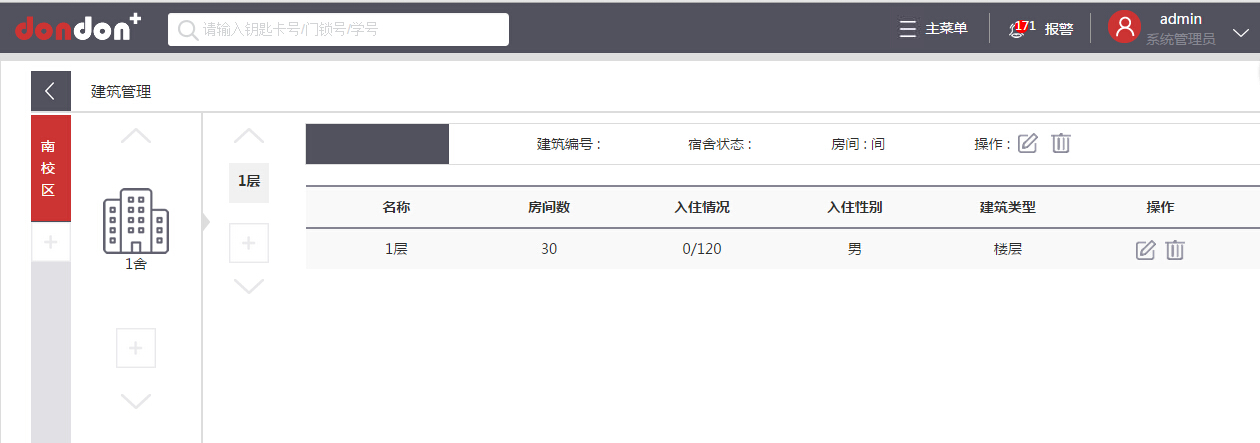 dondon+
请输入钥匙卡号/门锁号/学号
主菜单
171
报警
admin
系统管理员
建筑管理
南
校
区
1舍
1层
建筑编号 :
宿舍状态 :
房间 : 间
操作 :
名称 房间数 入住情况 入住性别 建筑类型 操作
1层 30 0/120 男 楼层